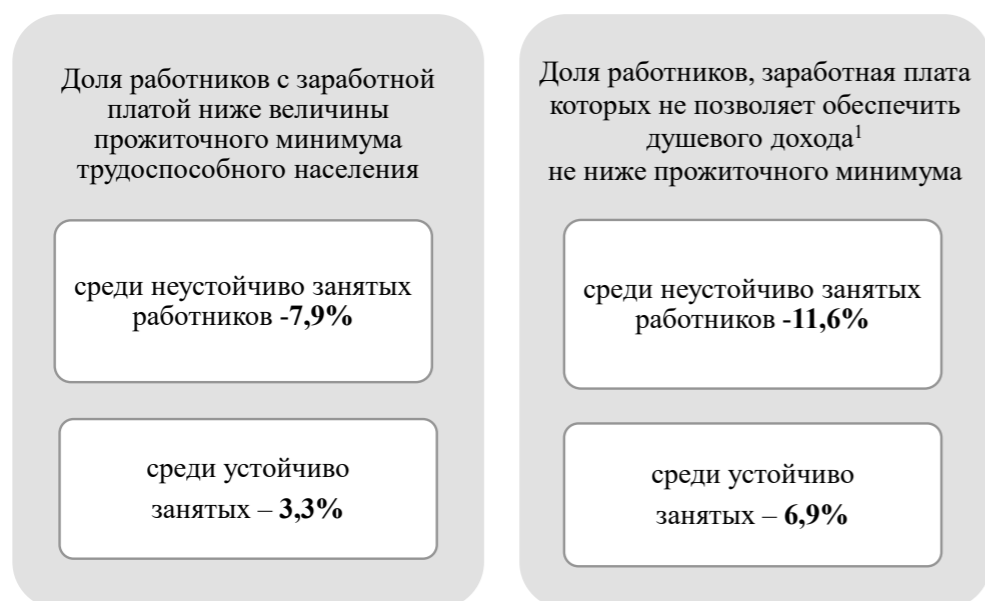 Доля работников с заработной
платой ниже величины
прожиточного минимума
трудоспособного населения
среди неустойчиво занятых
работников -7,9%
среди устойчиво
занятых – 3,3%
Доля работников, заработная плата
которых не позволяет обеспечить
душевого дохода¹
не ниже прожиточного минимума
среди неустойчиво занятых
работников -11,6%
среди устойчиво
занятых – 6,9%